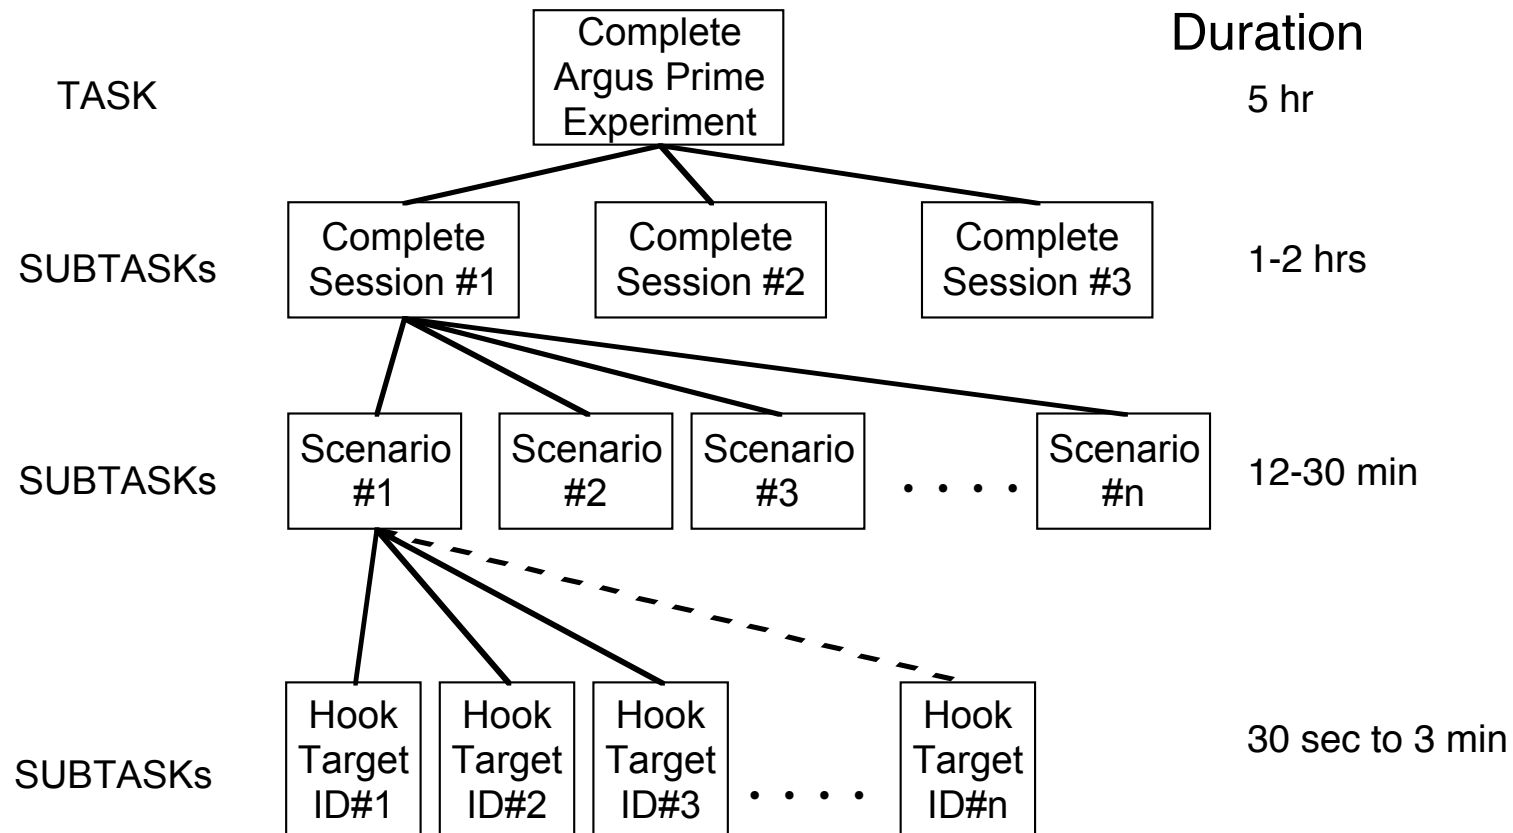 Duration
TASK
Complete
Argus Prime
Experiment
5 hr
SUBTASKs
Complete
Session #1
Complete
Session #2
Complete
Session #3
1-2 hrs
SUBTASKs
Scenario
#1
Scenario
#2
Scenario
#3
. . . .
Scenario
#n
12-30 min
SUBTASKs
Hook
Target
ID#1
Hook
Target
ID#2
Hook
Target
ID#3
. . . .
Hook
Target
ID#n
30 sec to 3 min